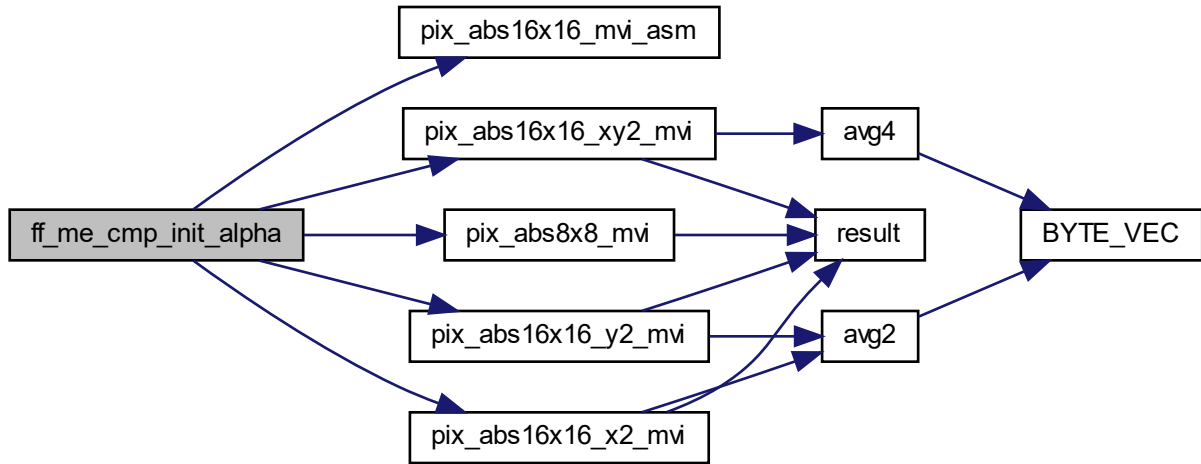 pix_abs16x16_mvi_asm
pix_abs16x16_xy2_mvi
avg4
ff_me_cmp_init_alpha
pix_abs8x8_mvi
result
BYTE_VEC
pix_abs16x16_y2_mvi
avg2
pix_abs16x16_x2_mvi